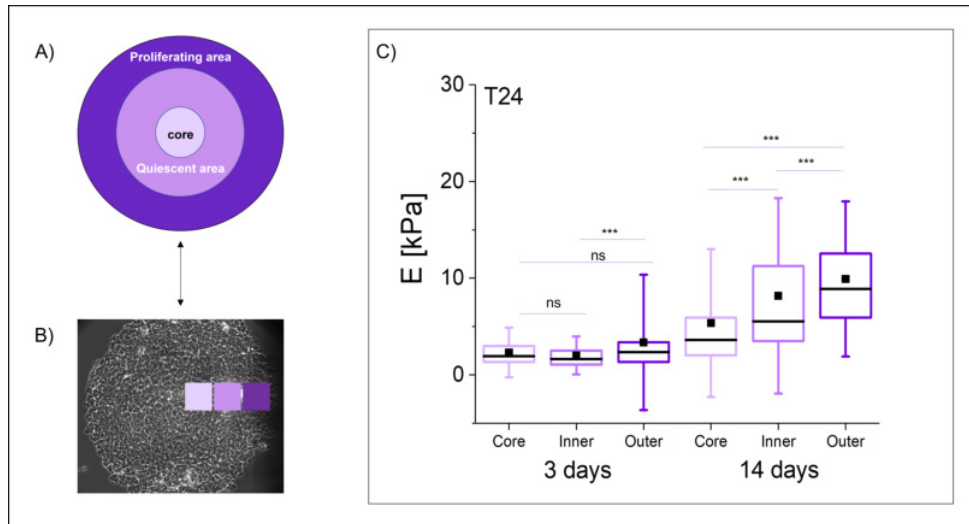 A)
Proliferating area
core
Quiescent area
B)
C)
T24
E [kPa]
30
20
10
0
***
ns
ns
***
***
***
Core
Inner
Outer
Core
Inner
Outer
3 days
14 days